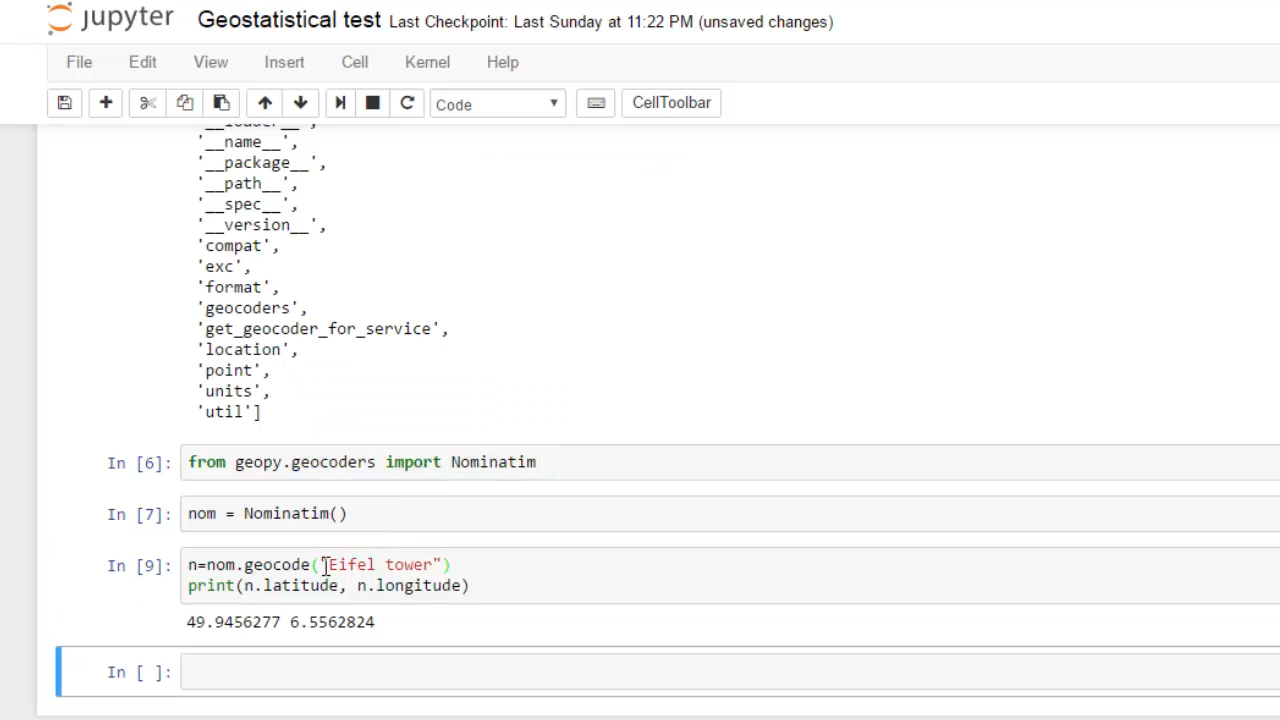 jupyter Geostatistical test Last Checkpoint: Last Sunday at 11:22 PM (unsaved changes)
File Edit View Insert Cell Kernel Help
Code CellToolbar
'__loader__',
'__name__',
'__package__',
'__path__',
'__spec__',
'__version__',
'compat',
'exc',
'format',
'geocoders',
'get_geocoder_for_service',
'location',
'point',
'units',
'util']
In [6]: from geopy.geocoders import Nominatim
In [7]: nom = Nominatim()
In [9]: n=nom.geocode("Eifel tower")
print(n.latitude, n.longitude)
49.9456277 6.5562824
In [ ]: